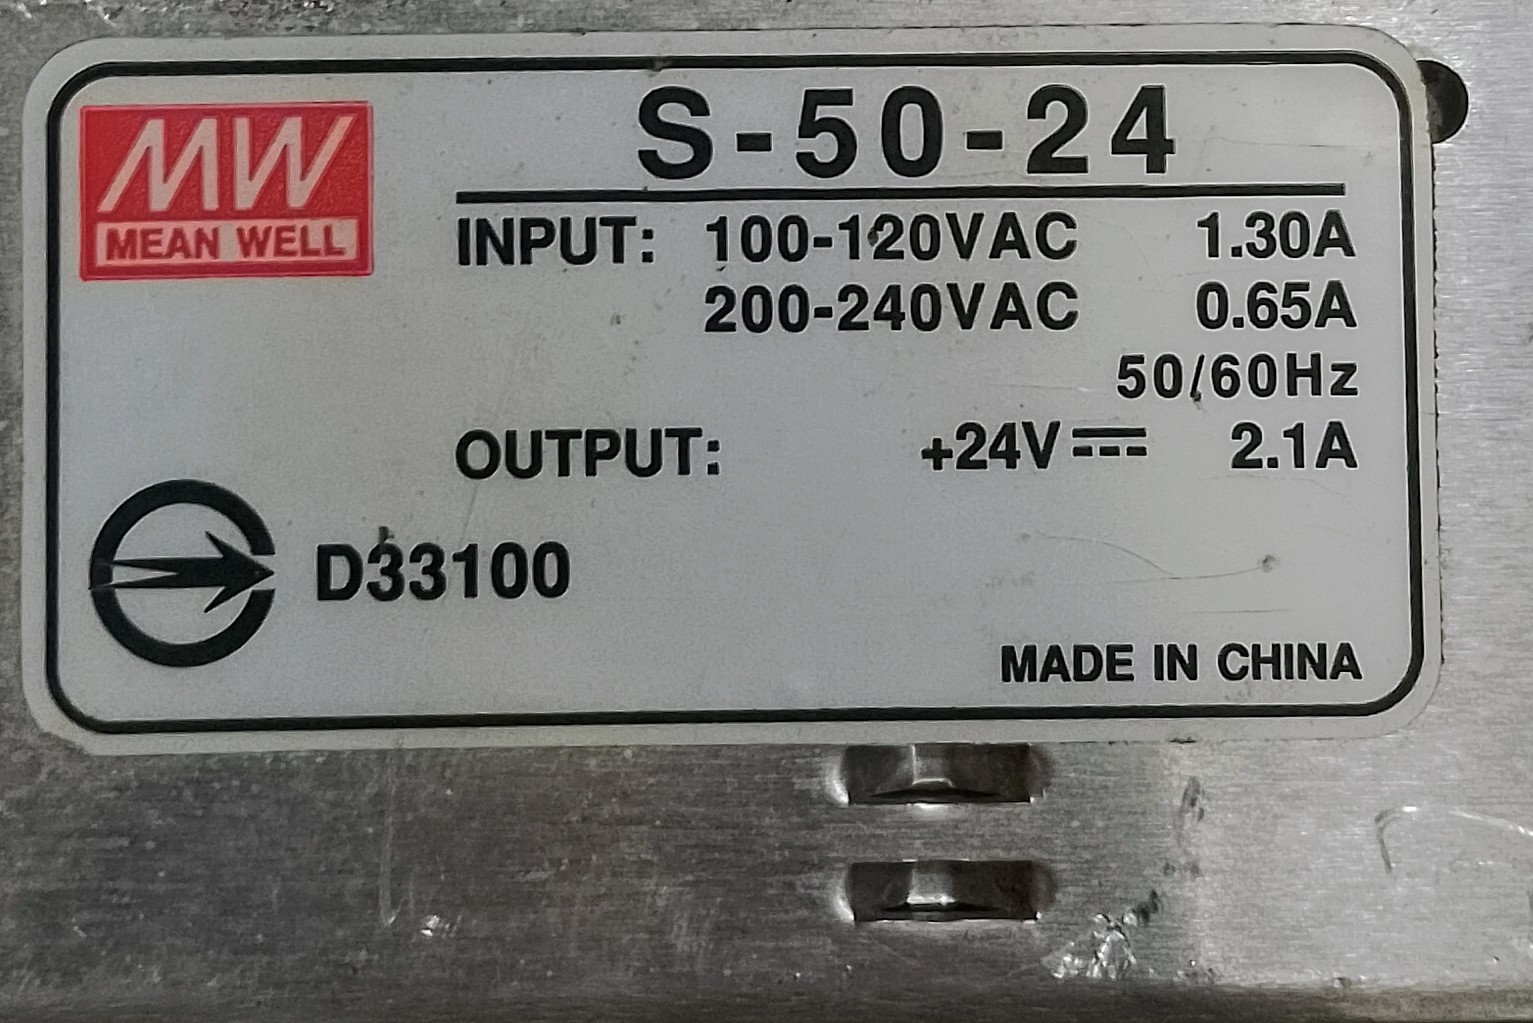 MW
MEAN WELL
S-50-24
INPUT: 100-120VAC 1.30A
200-240VAC 0.65A
50/60Hz
OUTPUT: +24V⎓ 2.1A
D33100
MADE IN CHINA